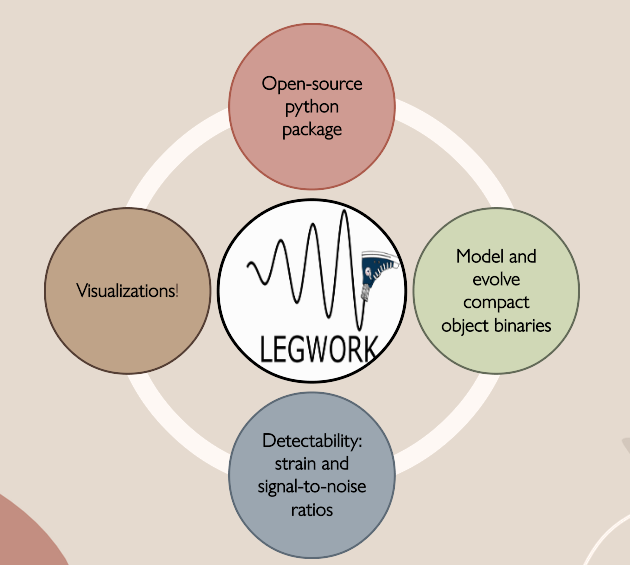 Open-source
python
package
Visualizations!
LEGWORK
Model and
evolve
compact
object binaries
Detectability:
strain and
signal-to-noise
ratios